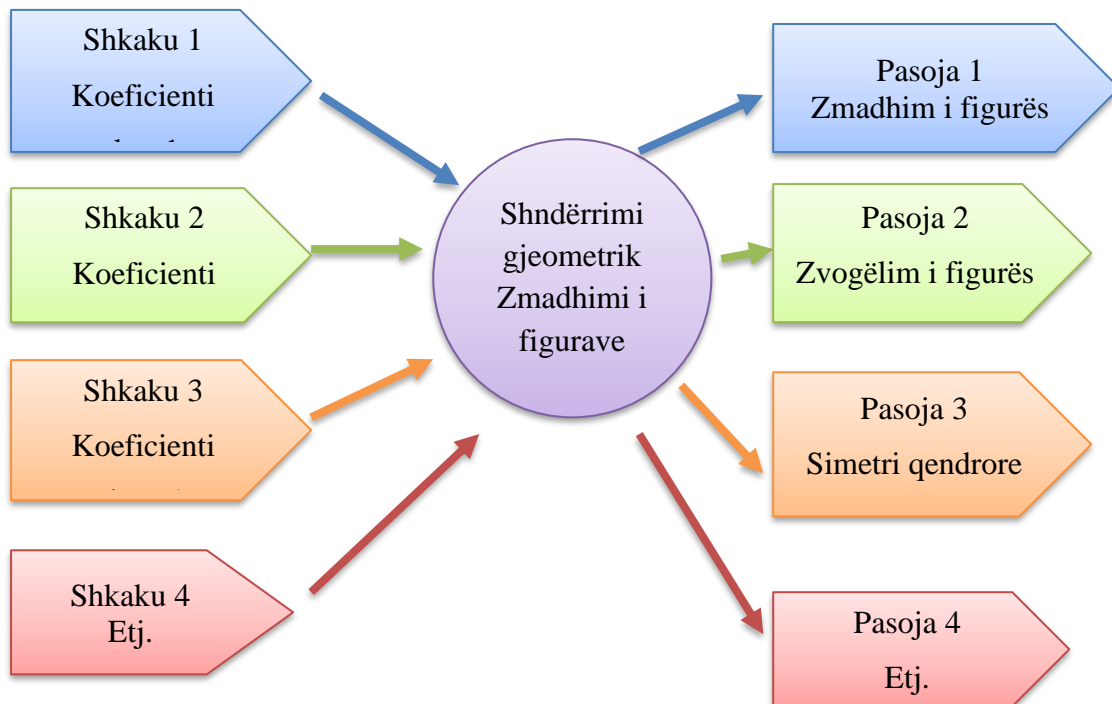 Shkaku 1
Koeficienti
Shkaku 2
Koeficienti
Shkaku 3
Koeficienti
Shkaku 4
Etj.
Shndërrimi
gjeometrik
Zmadhimi i
figurave
Pasoja 1
Zmadhim i figurës
Pasoja 2
Zvogëlim i figurës
Pasoja 3
Simetri qendrore
Pasoja 4
Etj.